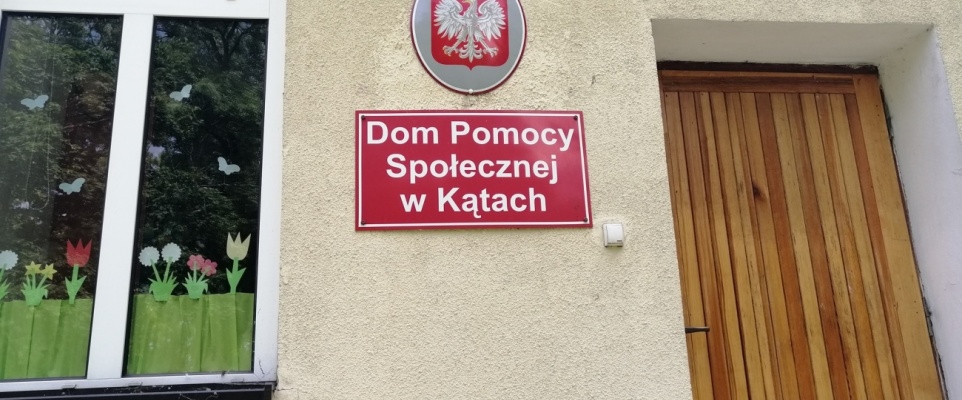 Dom Pomocy
Społecznej
w Kątach